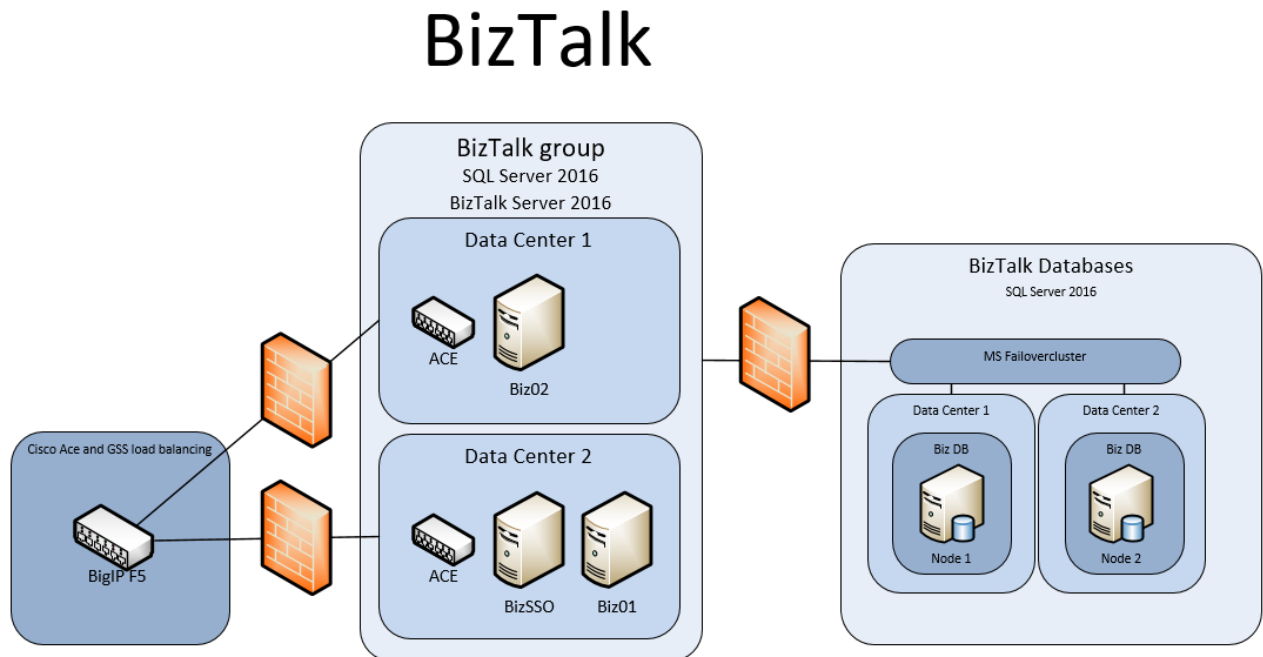 BizTalk
BizTalk group
SQL Server 2016
BizTalk Server 2016
Data Center 1
ACE
Biz02
Data Center 2
ACE
BizSSO
Biz01
Cisco Ace and GSS load balancing
BigIP F5
BizTalk Databases
SQL Server 2016
MS Failovercluster
Data Center 1
Biz DB
Node 1
Data Center 2
Biz DB
Node 2